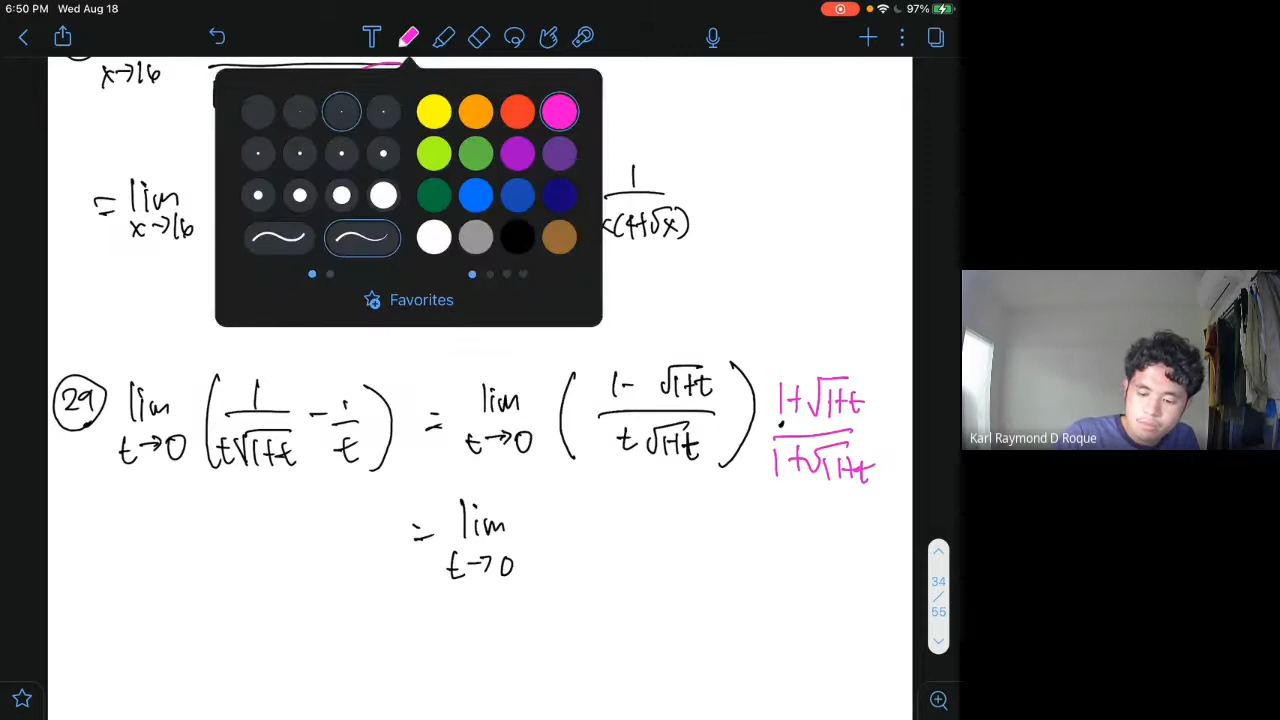 6:50 PM Wed Aug 18 97%
T
x→16
= lim x→16 1/x(4+√x)
Favorites
29 lim t→0 (1/t√1+t - 1/t) = lim t→0 (1-√1+t / t√1+t) 1+√1+t / 1+√1+t
= lim t→0
34
/
55
Karl Raymond D Roque